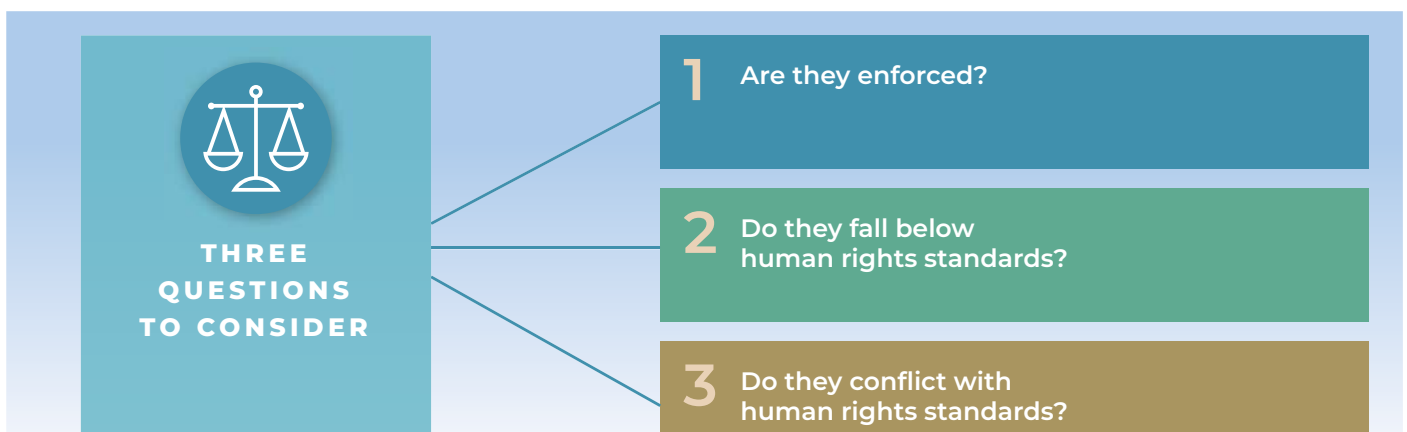 THREE
QUESTIONS
TO CONSIDER
1 Are they enforced?
2 Do they fall below
human rights standards?
3 Do they conflict with
human rights standards?